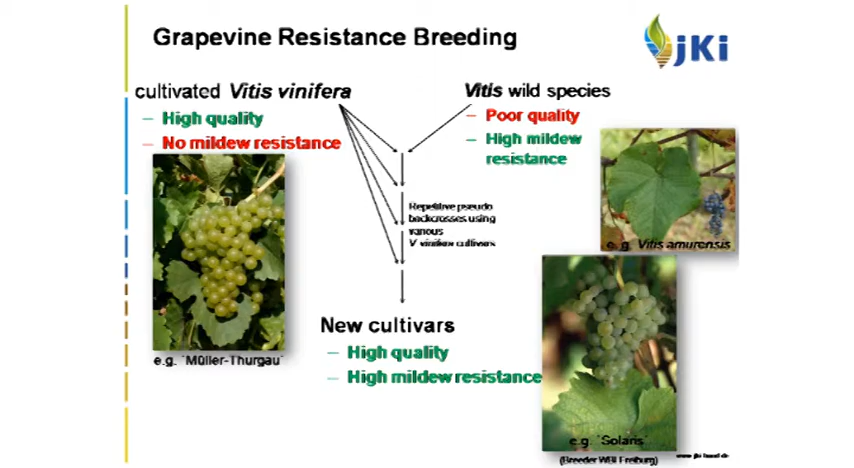 Grapevine Resistance Breeding
jKi
cultivated Vitis vinifera
– High quality
– No mildew resistance
Vitis wild species
– Poor quality
– High mildew
resistance
Repetitive pseudo
backcrosses using
various
V vinifera cultivars
e.g. Vitis amurensis
New cultivars
– High quality
– High mildew resistance
e.g. "Müller-Thurgau"
e.g. "Solaris"
(Breeder WBI Freiburg)